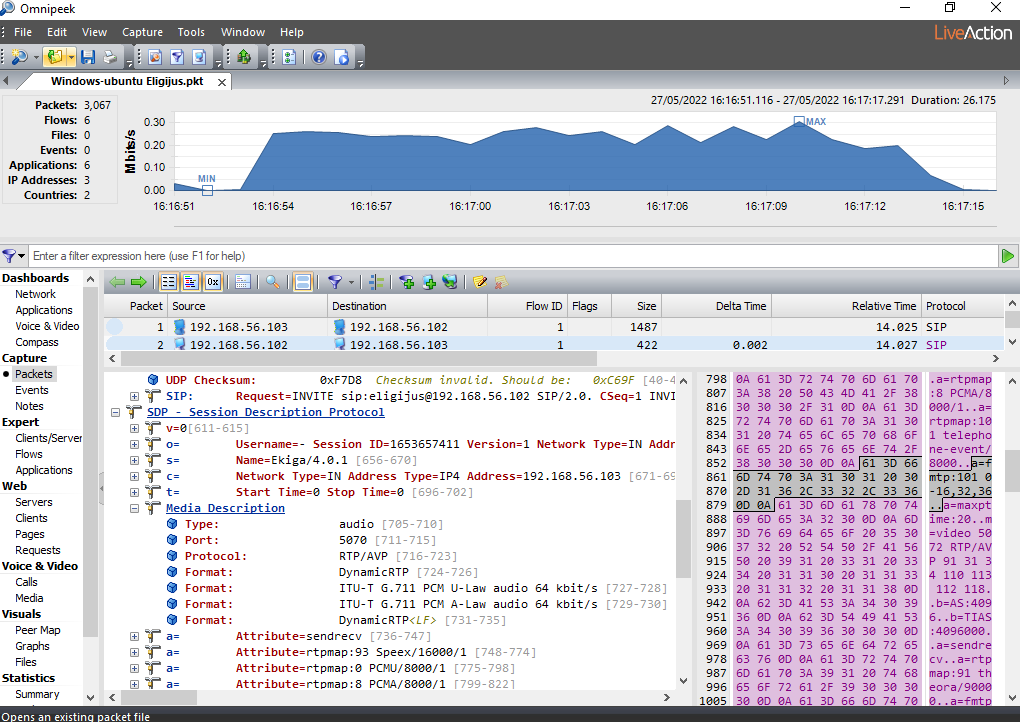 Omnipeek
File Edit View Capture Tools Window Help
LiveAction
Windows-ubuntu Eligijus.pkt
Packets: 3,067
Flows: 6
Files: 0
Events: 0
Applications: 6
IP Addresses: 3
Countries: 2
27/05/2022 16:16:51.116 - 27/05/2022 16:17:17.291 Duration: 26.175
Mbits/s
0.30
0.20
0.10
0.00
MIN
MAX
16:16:51 16:16:54 16:16:57 16:17:00 16:17:03 16:17:06 16:17:09 16:17:12 16:17:15
Enter a filter expression here (use F1 for help)
Dashboards
Network
Applications
Voice & Video
Compass
Capture
Packets
Events
Notes
Expert
Clients/Server
Flows
Applications
Web
Servers
Clients
Pages
Requests
Voice & Video
Calls
Media
Visuals
Peer Map
Graphs
Files
Statistics
Summary
0x
Packet Source Destination Flow ID Flags Size Delta Time Relative Time Protocol
1 192.168.56.103 192.168.56.102 1 1487 14.025 SIP
2 192.168.56.102 192.168.56.103 1 422 0.002 14.027 SIP
UDP Checksum: 0xF7D8 Checksum invalid. Should be: 0xC69F [40-4
SIP: Request=INVITE sip:eligijus@192.168.56.102 SIP/2.0. CSeq=1 INVI
SDP - Session Description Protocol
v=0[611-615]
o= Username=- Session ID=1653657411 Version=1 Network Type=IN Addr
s= Name=Ekiga/4.0.1 [656-670]
c= Network Type=IN Address Type=IP4 Address=192.168.56.103 [671-69
t= Start Time=0 Stop Time=0 [696-702]
Media Description
Type: audio [705-710]
Port: 5070 [711-715]
Protocol: RTP/AVP [716-723]
Format: DynamicRTP [724-726]
Format: ITU-T G.711 PCM U-Law audio 64 kbit/s [727-728]
Format: ITU-T G.711 PCM A-Law audio 64 kbit/s [729-730]
Format: DynamicRTP<LF> [731-735]
a= Attribute=sendrecv [736-747]
a= Attribute=rtpmap:93 Speex/16000/1 [748-774]
a= Attribute=rtpmap:0 PCMU/8000/1 [775-798]
a= Attribute=rtpmap:8 PCMA/8000/1 [799-822]
798 0A 61 3D 72 74 70 6D 61 70 .a=rtpmap
807 3A 38 20 50 43 4D 41 2F 38 :8 PCMA/8
816 30 30 30 2F 31 0D 0A 61 3D 000/1..a=
825 72 74 70 6D 61 70 3A 31 30 rtpmap:10
834 31 20 74 65 6C 65 70 68 6F 1 telepho
843 6E 65 2D 65 76 65 6E 74 2F ne-event/
852 38 30 30 30 0D 0A 61 3D 66 8000..a=f
861 6D 74 70 3A 31 30 31 20 30 mtp:101 0
870 2D 31 36 2C 33 32 2C 33 36 -16,32,36
879 0D 0A 61 3D 6D 61 78 70 74 ..a=maxpt
888 69 6D 65 3A 32 30 0D 0A 6D ime:20..m
897 3D 76 69 64 65 6F 20 35 30 =video 50
906 37 32 20 52 54 50 2F 41 56 72 RTP/AV
915 50 20 39 31 20 33 31 20 33 P 91 31 3
924 34 20 31 31 30 20 31 31 33 4 110 113
933 20 31 31 32 20 31 31 38 0D 112 118.
942 0A 62 3D 41 53 3A 34 30 39 .b=AS:409
951 36 0D 0A 62 3D 54 49 41 53 6..b=TIAS
960 3A 34 30 39 36 30 30 30 0D :4096000.
969 0A 61 3D 73 65 6E 64 72 65 .a=sendre
978 63 76 0D 0A 61 3D 72 74 70 cv..a=rtp
987 6D 61 70 3A 39 31 20 74 68 map:91 th
996 65 6F 72 61 2F 39 30 30 30 eora/9000
1005 30 0D 0A 61 3D 66 6D 74 70 0..a=fmtp
Opens an existing packet file